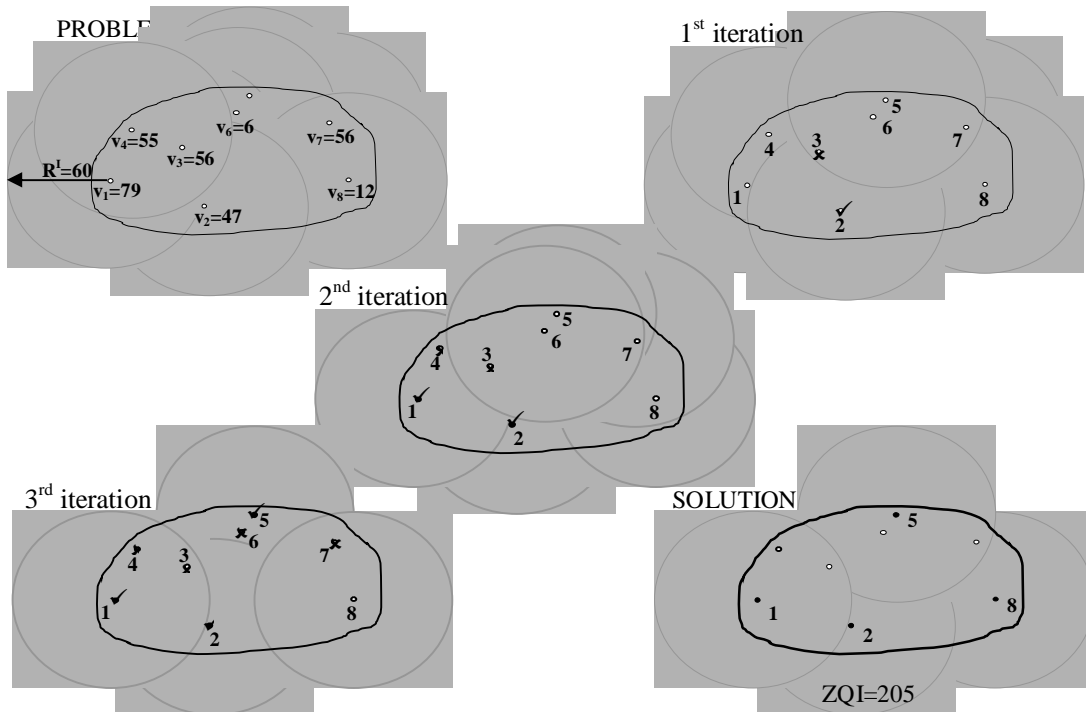 PROBLE
v₄=55
v₆=6
v₇=56
v₃=56
Rᴵ=60
v₁=79
v₈=12
v₂=47
1ˢᵗ iteration
5
6
4
3
7
1
2
8
2ⁿᵈ iteration
5
6
4
3
7
1
2
8
3ʳᵈ iteration
5
6
4
3
7
1
2
8
SOLUTION
5
1
2
8
ZQI=205